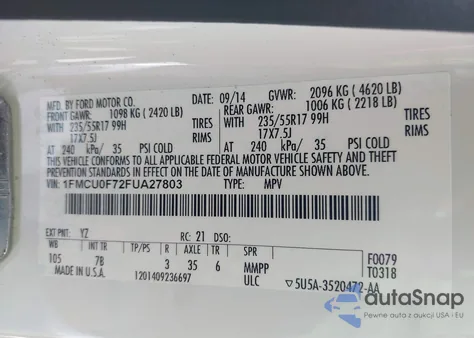 MFD. BY FORD MOTOR CO.
09/14 GVWR: 2096 KG ( 4620 LB)
FRONT GAWR: 1098 KG ( 2420 LB) REAR GAWR: 1006 KG ( 2218 LB)
WITH 235/55R17 99H TIRES 235/55R17 99H TIRES
17X7.5J RIMS 17X7.5J RIMS
AT 240 kPa/ 35 PSI COLD AT 240 kPa/ 35 PSI COLD
THIS VEHICLE CONFORMS TO ALL APPLICABLE FEDERAL MOTOR VEHICLE SAFETY AND THEFT
PREVENTION STANDARDS IN EFFECT ON THE DATE OF MANUFACTURE SHOWN ABOVE.
VIN: 1FMCU0F72FUA27803 TYPE: MPV
EXT PNT: YZ RC: 21 DSO:
WB INT TR TP/PS R AXLE TR SPR
105 7B 3 35 6 MMPP
F0079
T0318
MADE IN U.S.A. 1201409236697 ULC 5U5A-3520472-AA
autoSnap
Pewne auta z aukcji USA i EU